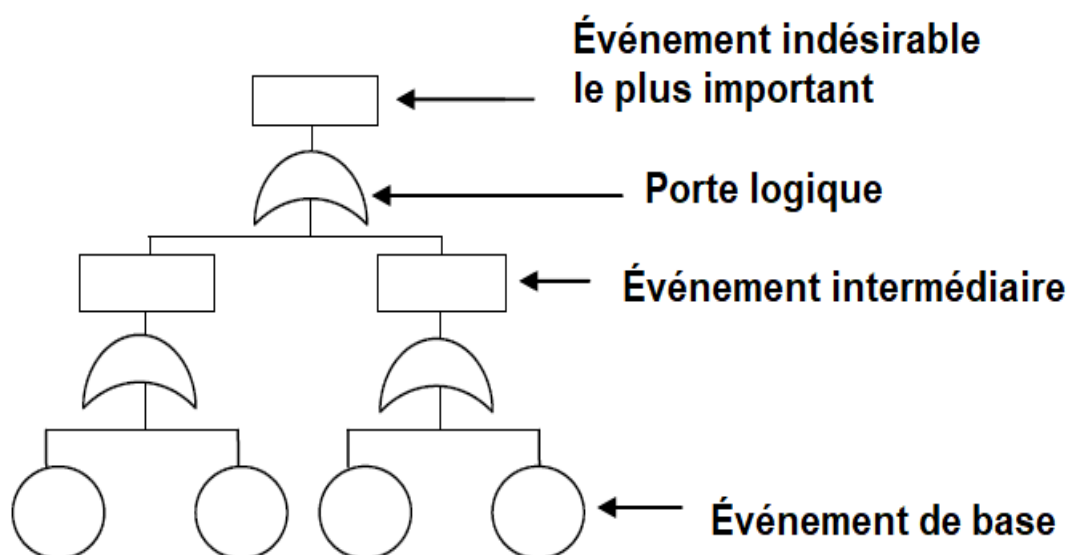 Événement indésirable
le plus important
Porte logique
Événement intermédiaire
Événement de base